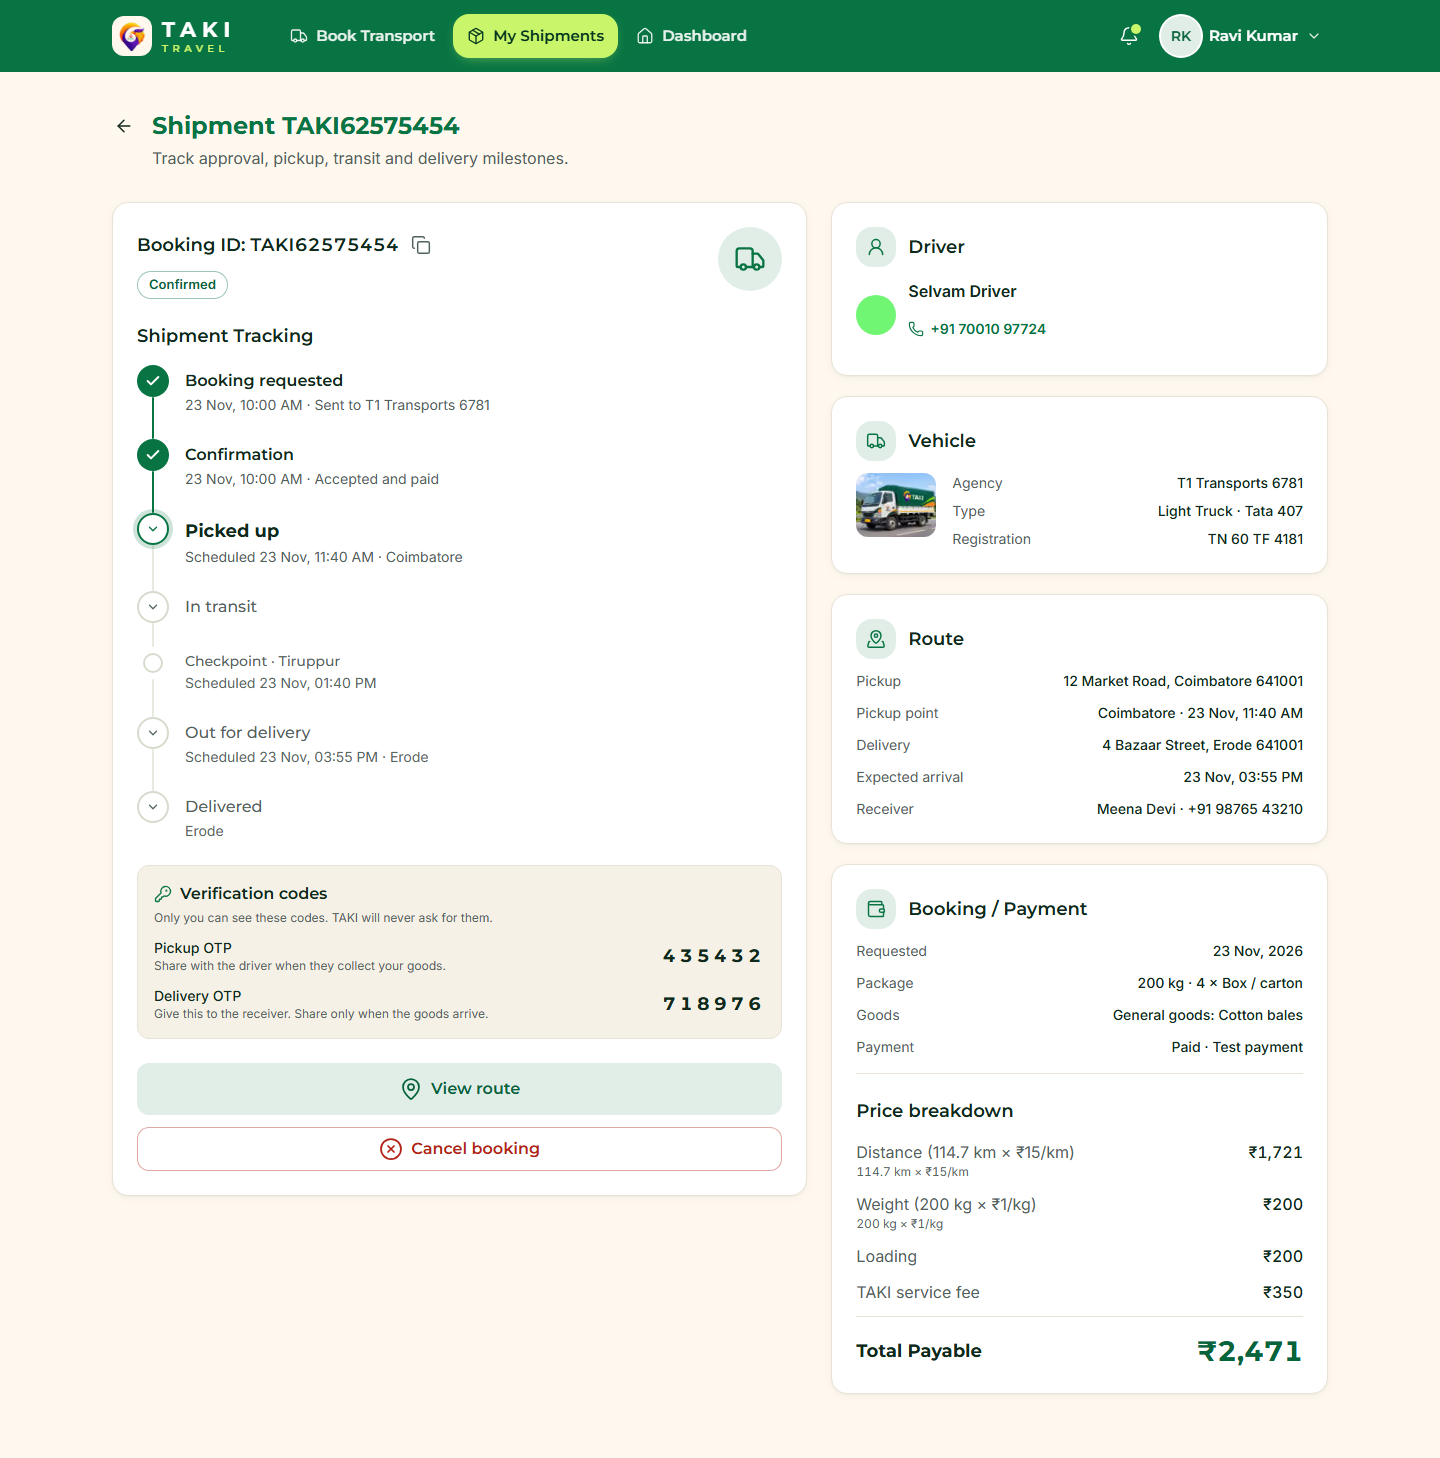 TAKI
TRAVEL
Book Transport
My Shipments
Dashboard
RK
Ravi Kumar
Shipment TAKI62575454
Track approval, pickup, transit and delivery milestones.
Booking ID: TAKI62575454
Confirmed
Shipment Tracking
Booking requested
23 Nov, 10:00 AM · Sent to T1 Transports 6781
Confirmation
23 Nov, 10:00 AM · Accepted and paid
Picked up
Scheduled 23 Nov, 11:40 AM · Coimbatore
In transit
Checkpoint · Tiruppur
Scheduled 23 Nov, 01:40 PM
Out for delivery
Scheduled 23 Nov, 03:55 PM · Erode
Delivered
Erode
Verification codes
Only you can see these codes. TAKI will never ask for them.
Pickup OTP
Share with the driver when they collect your goods.
435432
Delivery OTP
Give this to the receiver. Share only when the goods arrive.
718976
View route
Cancel booking
Driver
Selvam Driver
+91 70010 97724
Vehicle
TAKI
Agency T1 Transports 6781
Type Light Truck · Tata 407
Registration TN 60 TF 4181
Route
Pickup 12 Market Road, Coimbatore 641001
Pickup point Coimbatore · 23 Nov, 11:40 AM
Delivery 4 Bazaar Street, Erode 641001
Expected arrival 23 Nov, 03:55 PM
Receiver Meena Devi · +91 98765 43210
Booking / Payment
Requested 23 Nov, 2026
Package 200 kg · 4 × Box / carton
Goods General goods: Cotton bales
Payment Paid · Test payment
Price breakdown
Distance (114.7 km × ₹15/km) ₹1,721
114.7 km × ₹15/km
Weight (200 kg × ₹1/kg) ₹200
200 kg × ₹1/kg
Loading ₹200
TAKI service fee ₹350
Total Payable ₹2,471